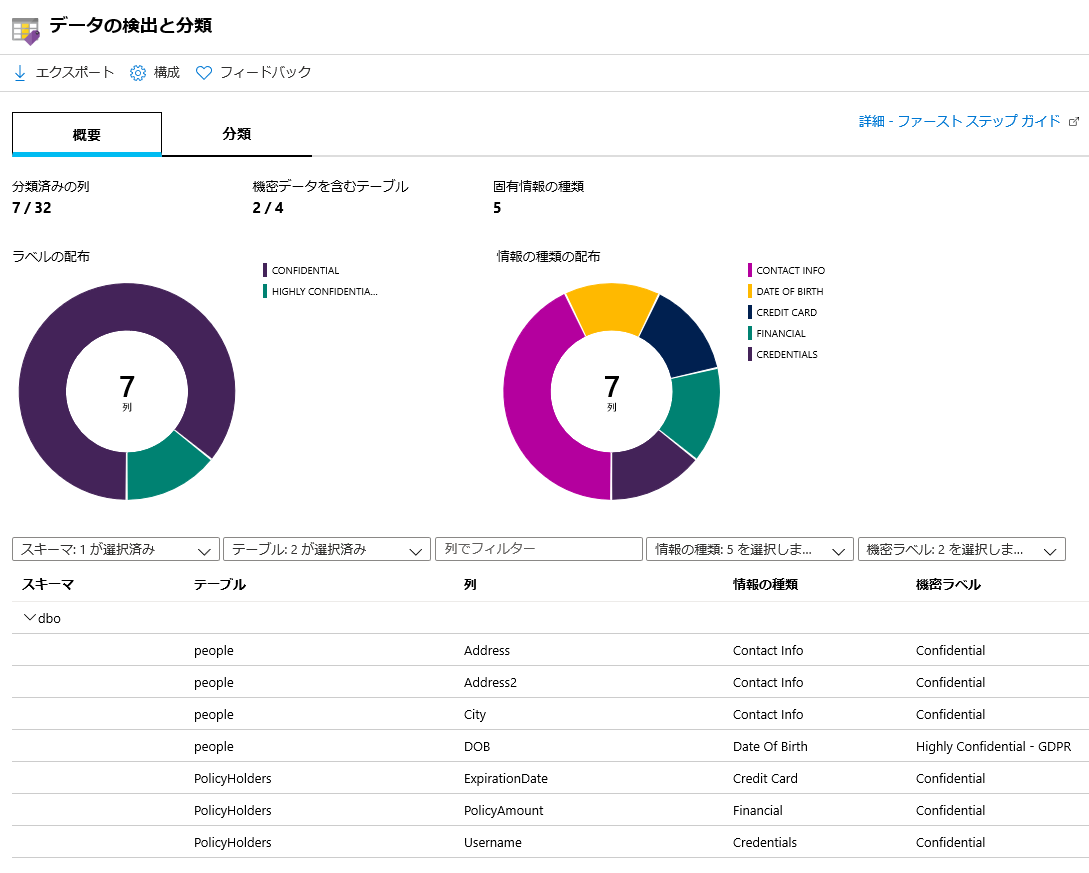 データの検出と分類
エクスポート 構成 フィードバック
概要 分類 詳細 - ファースト ステップ ガイド
分類済みの列 機密データを含むテーブル 固有情報の種類
7 / 32 2 / 4 5
ラベルの配布
CONFIDENTIAL
HIGHLY CONFIDENTIA...
7
列
情報の種類の配布
CONTACT INFO
DATE OF BIRTH
CREDIT CARD
FINANCIAL
CREDENTIALS
7
列
スキーマ: 1 が選択済み テーブル: 2 が選択済み 列でフィルター 情報の種類: 5 を選択しま... 機密ラベル: 2 を選択しま...
スキーマ テーブル 列 情報の種類 機密ラベル
dbo
people Address Contact Info Confidential
people Address2 Contact Info Confidential
people City Contact Info Confidential
people DOB Date Of Birth Highly Confidential - GDPR
PolicyHolders ExpirationDate Credit Card Confidential
PolicyHolders PolicyAmount Financial Confidential
PolicyHolders Username Credentials Confidential